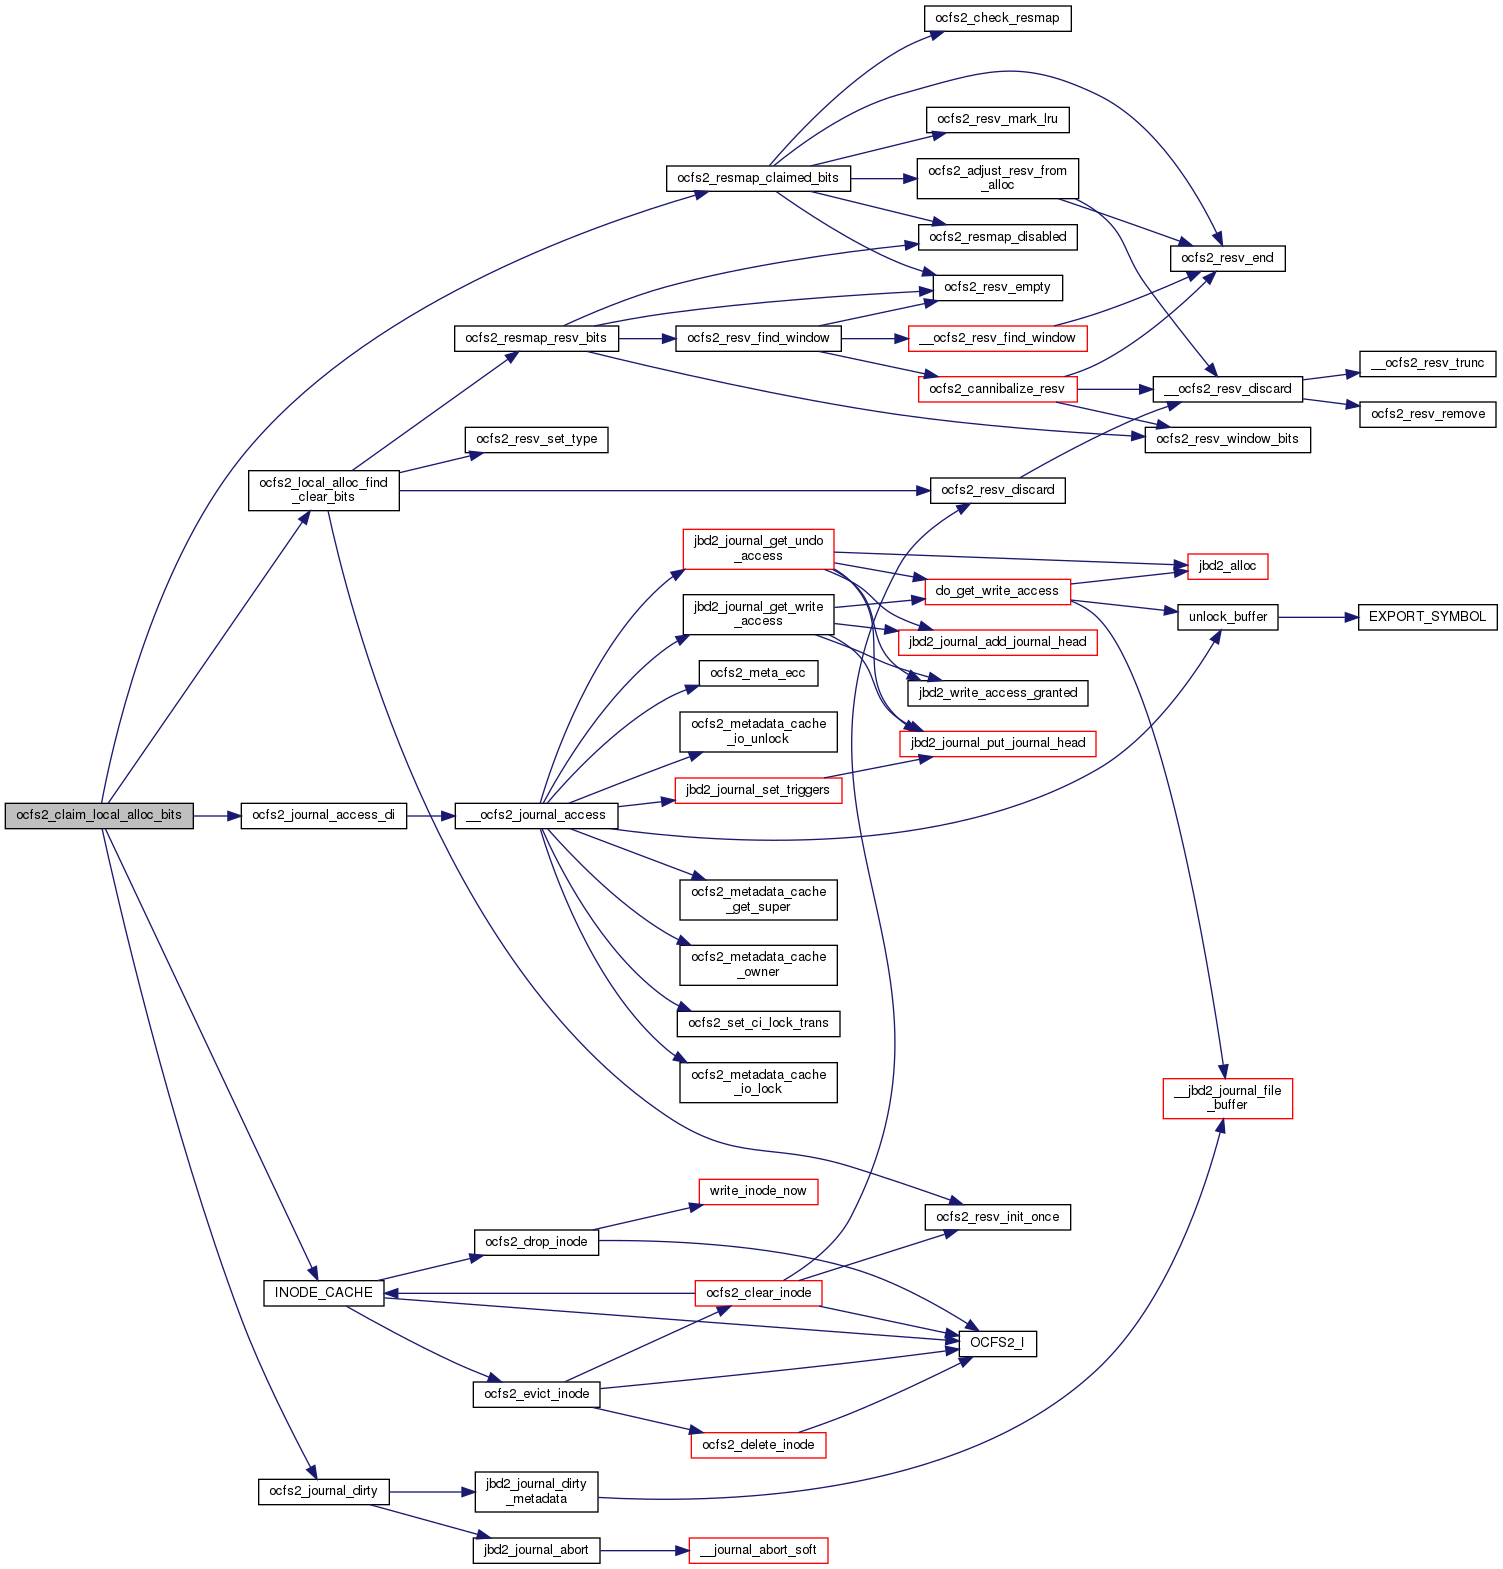 ocfs2_check_resmap
ocfs2_resv_mark_lru
ocfs2_resmap_claimed_bits
ocfs2_adjust_resv_from
_alloc
ocfs2_resmap_disabled
ocfs2_resv_end
ocfs2_resv_empty
ocfs2_resmap_resv_bits
ocfs2_resv_find_window
__ocfs2_resv_find_window
__ocfs2_resv_trunc
ocfs2_cannibalize_resv
__ocfs2_resv_discard
ocfs2_resv_remove
ocfs2_resv_set_type
ocfs2_resv_window_bits
ocfs2_local_alloc_find
_clear_bits
ocfs2_resv_discard
jbd2_journal_get_undo
_access
jbd2_alloc
do_get_write_access
jbd2_journal_get_write
_access
unlock_buffer
EXPORT_SYMBOL
jbd2_journal_add_journal_head
ocfs2_meta_ecc
jbd2_write_access_granted
ocfs2_metadata_cache
_io_unlock
jbd2_journal_put_journal_head
jbd2_journal_set_triggers
ocfs2_claim_local_alloc_bits
ocfs2_journal_access_di
__ocfs2_journal_access
ocfs2_metadata_cache
_get_super
ocfs2_metadata_cache
_owner
ocfs2_set_ci_lock_trans
ocfs2_metadata_cache
_io_lock
__jbd2_journal_file
_buffer
write_inode_now
ocfs2_resv_init_once
ocfs2_drop_inode
INODE_CACHE
ocfs2_clear_inode
OCFS2_I
ocfs2_evict_inode
ocfs2_delete_inode
ocfs2_journal_dirty
jbd2_journal_dirty
_metadata
jbd2_journal_abort
__journal_abort_soft